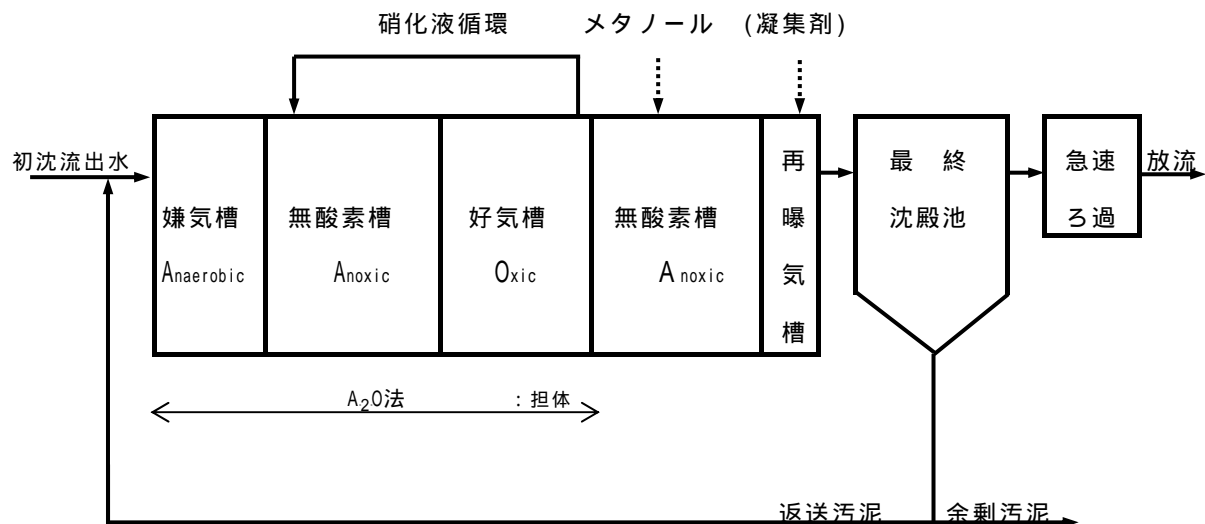 硝化液循環 メタノール (凝集剤)
初沈流出水
嫌気槽
Anaerobic
無酸素槽
Anoxic
好気槽
Oxic
無酸素槽
Anoxic
再
曝
気
槽
最 終
沈殿池
急速
ろ過
放流
A2O法 :担体
返送汚泥 余剰汚泥